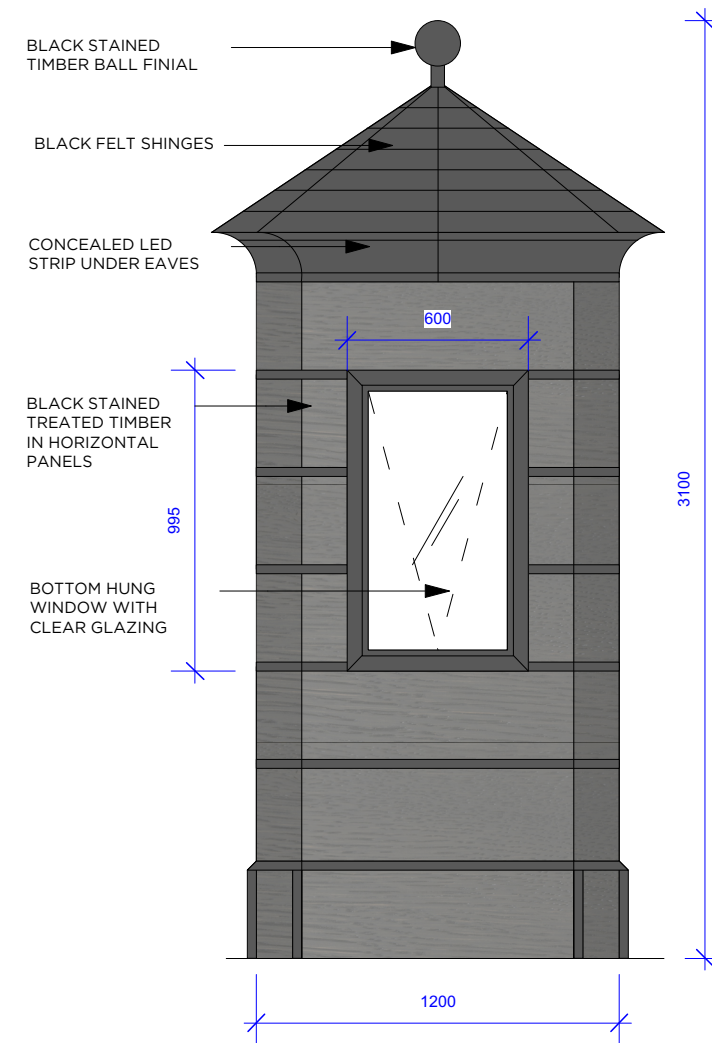 BLACK STAINED
TIMBER BALL FINIAL
BLACK FELT SHINGES
CONCEALED LED
STRIP UNDER EAVES
600
BLACK STAINED
TREATED TIMBER
IN HORIZONTAL
PANELS
995
3100
BOTTOM HUNG
WINDOW WITH
CLEAR GLAZING
1200